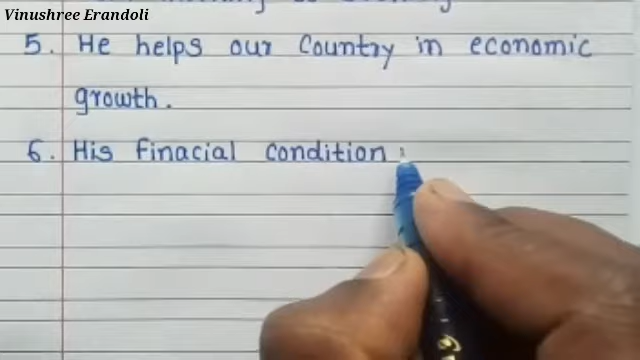 Vinushree Erandoli
5. He helps our Country in economic
growth.
6. His finacial condition